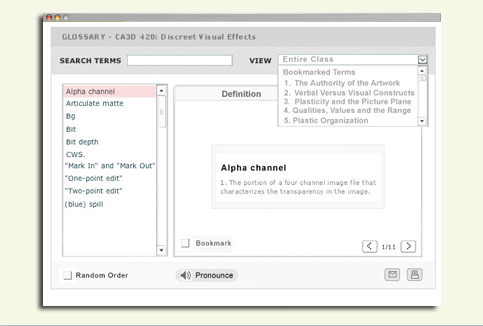 GLOSSARY - CA3D 420: Discreet Visual Effects
SEARCH TERMS
VIEW
Entire Class
Bookmarked Terms
1. The Authority of the Artwork
2. Verbal Versus Visual Constructs
3. Plasticity and the Picture Plane
4. Qualities, Values and the Range
5. Plastic Organization
Alpha channel
Articulate matte
Bg
Bit
Bit depth
CWS.
"Mark In" and "Mark Out"
"One-point edit"
"Two-point edit"
(blue) spill
Definition
Alpha channel
1. The portion of a four channel image file that
characterizes the transparency in the image.
Bookmark
1/11
Random Order
Pronounce